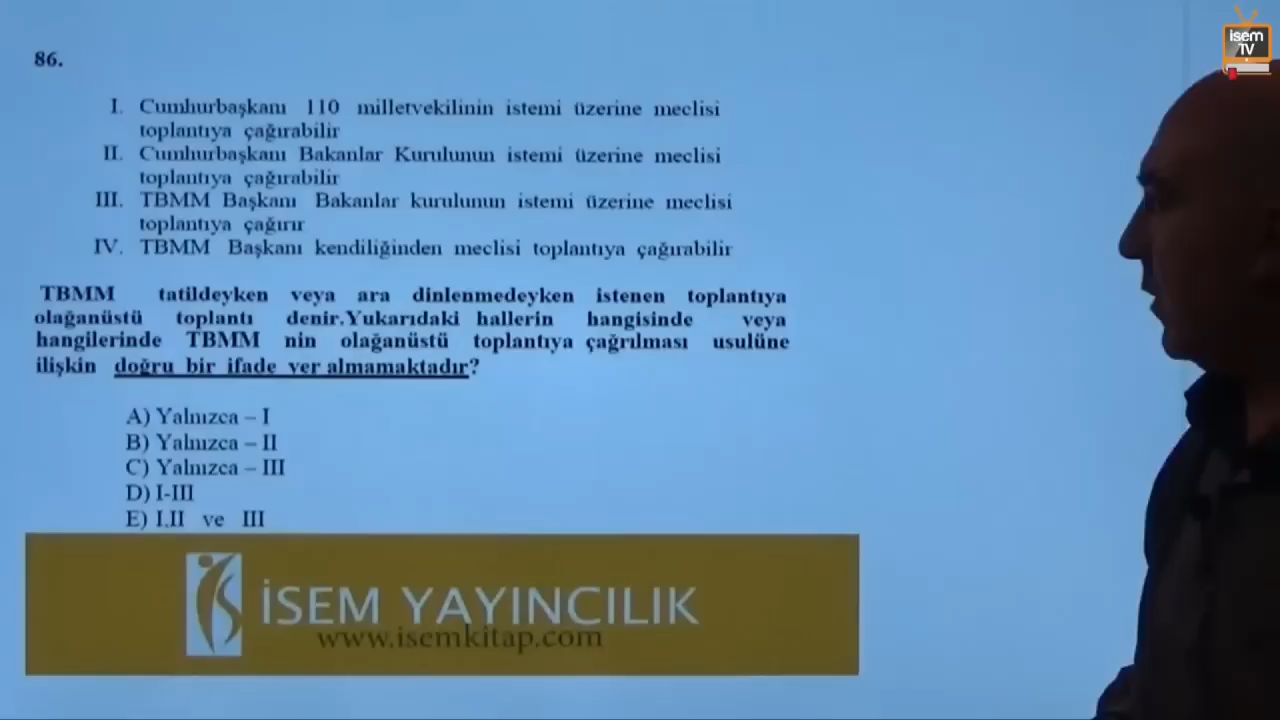 isem
TV
86.
I. Cumhurbaşkanı 110 milletvekilinin istemi üzerine meclisi
toplantıya çağırabilir
II. Cumhurbaşkanı Bakanlar Kurulunun istemi üzerine meclisi
toplantıya çağırabilir
III. TBMM Başkanı Bakanlar kurulunun istemi üzerine meclisi
toplantıya çağırır
IV. TBMM Başkanı kendiliğinden meclisi toplantıya çağırabilir
TBMM tatildeyken veya ara dinlenmedeyken istenen toplantıya
olağanüstü toplantı denir.Yukarıdaki hallerin hangisinde veya
hangilerinde TBMM nin olağanüstü toplantıya çağrılması usulüne
ilişkin doğru bir ifade yer almamaktadır?
A) Yalnızca – I
B) Yalnızca – II
C) Yalnızca – III
D) I-III
E) I.II ve III
İSEM YAYINCILIK
www.isemkitap.com